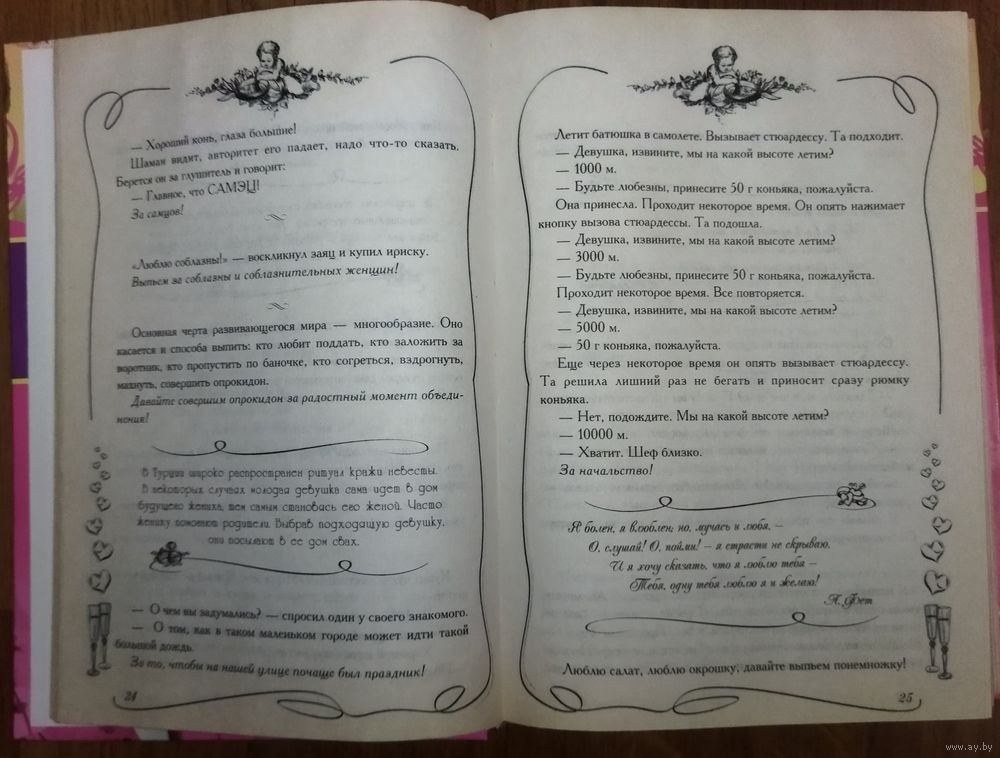 — Хороший конь, глаза большие!
Шаман видит, авторитет его падает, надо что-то сказать.
Берется он за глушитель и говорит:
— Главное, что САМЭЦ!
За самцов!
«Люблю соблазны!» — воскликнул заяц и купил ириску.
Выпьем за соблазны и соблазнительных женщин!
Основная черта развивающегося мира — многообразие. Оно
касается и способа выпить: кто любит поддать, кто заложить за
воротник, кто пропустить по баночке, кто согреться, вздрогнуть,
махнуть, совершить опрокидон.
Давайте совершим опрокидон за радостный момент объеди-
нения!
В Турции широко распространен ритуал кражи невесты.
В некоторых случаях молодая девушка сама идет в дом
будущего жениха, тем самым становясь его женой. Часто
жениху помогают родители. Выбрав подходящую девушку,
они посылают в ее дом свах.
— О чем вы задумались? — спросил один у своего знакомого.
— О том, как в таком маленьком городе может идти такой
большой дождь.
За то, чтобы на нашей улице почаще был праздник!
24
Летит батюшка в самолете. Вызывает стюардессу. Та подходит.
— Девушка, извините, мы на какой высоте летим?
— 1000 м.
— Будьте любезны, принесите 50 г коньяка, пожалуйста.
Она принесла. Проходит некоторое время. Он опять нажимает
кнопку вызова стюардессы. Та подошла.
— Девушка, извините, мы на какой высоте летим?
— 3000 м.
— Будьте любезны, принесите 50 г коньяка, пожалуйста.
Проходит некоторое время. Все повторяется.
— Девушка, извините, мы на какой высоте летим?
— 5000 м.
— 50 г коньяка, пожалуйста.
Еще через некоторое время он опять вызывает стюардессу.
Та решила лишний раз не бегать и приносит сразу рюмку
коньяка.
— Нет, подождите. Мы на какой высоте летим?
— 10000 м.
— Хватит. Шеф близко.
За начальство!
Я болен, я влюблен; но, мучась и любя, —
О, слушай! О, пойми! — я страсти не скрываю,
И я хочу сказать, что я люблю тебя —
Тебя, одну тебя люблю я и желаю!
А. Фет
Люблю салат, люблю окрошку, давайте выпьем понемножку!
25
www.ay.by